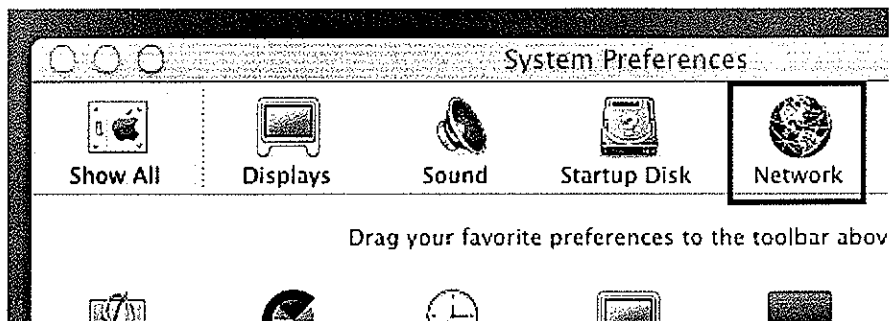 System Preferences
Show All Displays Sound Startup Disk Network
Drag your favorite preferences to the toolbar abov